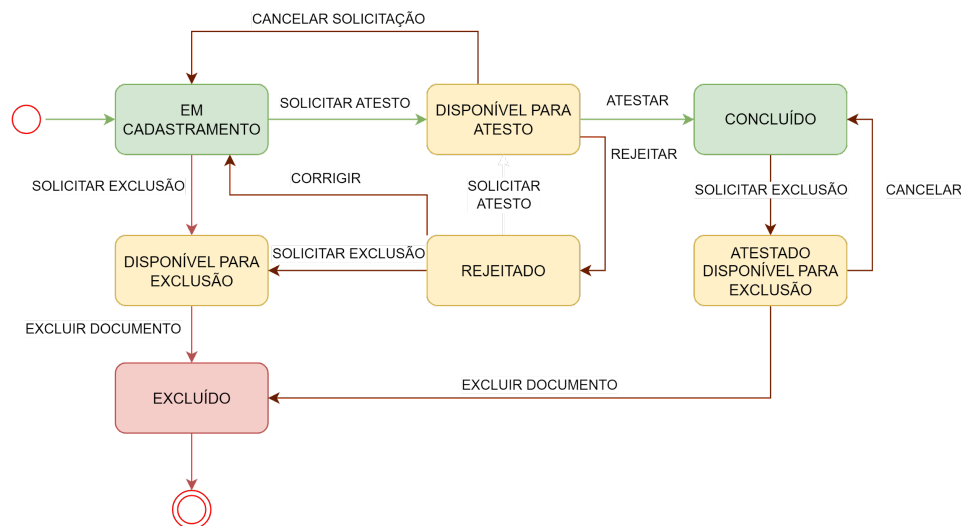 CANCELAR SOLICITAÇÃO
EM
CADASTRAMENTO
SOLICITAR ATESTO
DISPONÍVEL PARA
ATESTO
ATESTAR
CONCLUÍDO
REJEITAR
SOLICITAR EXCLUSÃO
CORRIGIR
SOLICITAR
ATESTO
SOLICITAR EXCLUSÃO
CANCELAR
DISPONÍVEL PARA
EXCLUSÃO
SOLICITAR EXCLUSÃO
REJEITADO
ATESTADO
DISPONÍVEL PARA
EXCLUSÃO
EXCLUIR DOCUMENTO
EXCLUÍDO
EXCLUIR DOCUMENTO